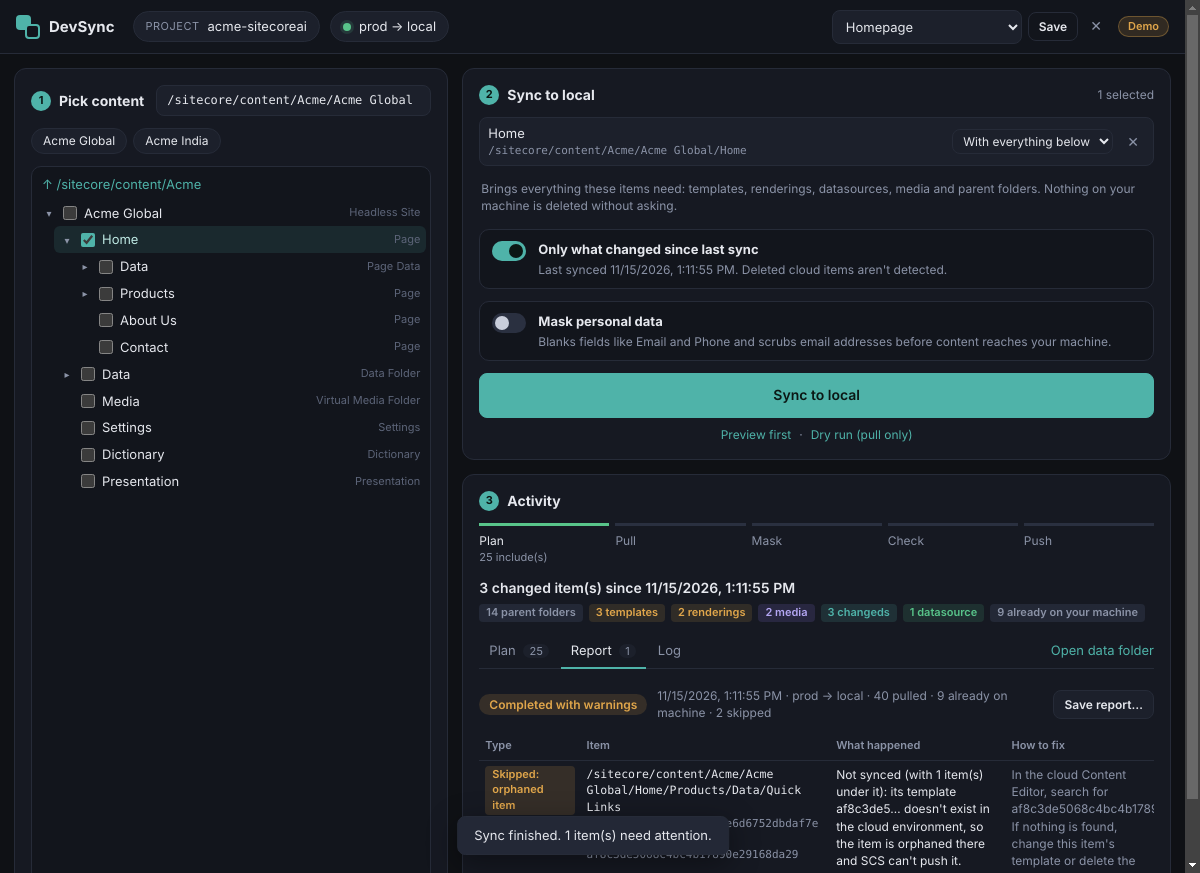 DevSync
PROJECT acme-sitecoreai
prod → local
Homepage
Save
✕
Demo
1 Pick content
/sitecore/content/Acme/Acme Global
Acme Global
Acme India
↑ /sitecore/content/Acme
Acme Global Headless Site
Home Page
Data Page Data
Products Page
About Us Page
Contact Page
Data Data Folder
Media Virtual Media Folder
Settings Settings
Dictionary Dictionary
Presentation Presentation
2 Sync to local
1 selected
Home
/sitecore/content/Acme/Acme Global/Home
With everything below
✕
Brings everything these items need: templates, renderings, datasources, media and parent folders. Nothing on your
machine is deleted without asking.
Only what changed since last sync
Last synced 11/15/2026, 1:11:55 PM. Deleted cloud items aren't detected.
Mask personal data
Blanks fields like Email and Phone and scrubs email addresses before content reaches your machine.
Sync to local
Preview first · Dry run (pull only)
3 Activity
Plan
25 include(s)
Pull
Mask
Check
Push
3 changed item(s) since 11/15/2026, 1:11:55 PM
14 parent folders
3 templates
2 renderings
2 media
3 changeds
1 datasource
9 already on your machine
Plan 25
Report 1
Log
Open data folder
Completed with warnings
11/15/2026, 1:11:55 PM · prod → local · 40 pulled · 9 already on
machine · 2 skipped
Save report...
Type
Item
What happened
How to fix
Skipped:
orphaned
item
/sitecore/content/Acme/Acme
Global/Home/Products/Data/Quick
Links
Not synced (with 1 item(s)
under it): its template
af8c3de5... doesn't exist in
the cloud environment, so
the item is orphaned there
and SCS can't push it.
In the cloud Content
Editor, search for
af8c3de5068c4bc4b1789
If nothing is found,
change this item's
template or delete the
Sync finished. 1 item(s) need attention.